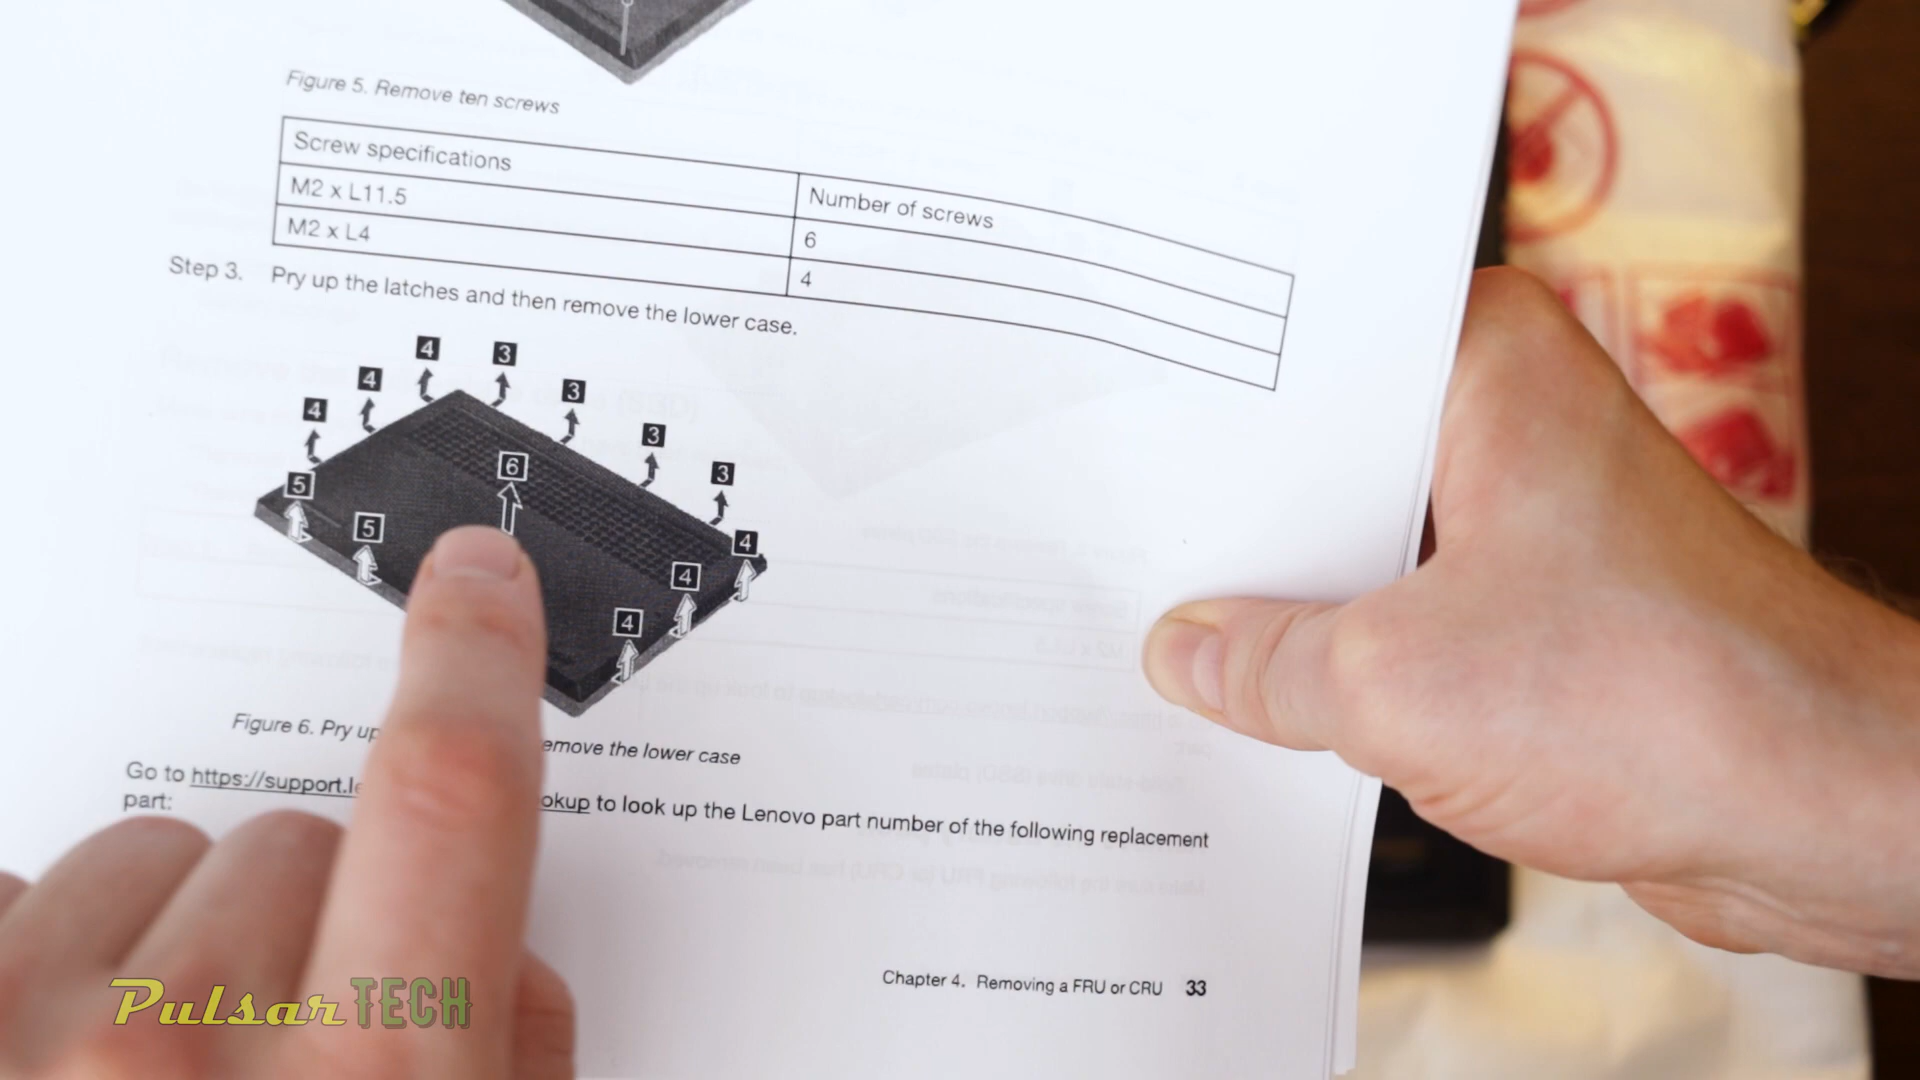 Figure 5. Remove ten screws
Screw specifications Number of screws
M2 x L11.5 6
M2 x L4 4
Step 3. Pry up the latches and then remove the lower case.
4 3
4 3
4 3
5 6 3
5 4
4
4
Figure 6. Pry up emove the lower case
Go to https://support.le okup to look up the Lenovo part number of the following replacement
part:
Chapter 4. Removing a FRU or CRU 33
PulsarTECH